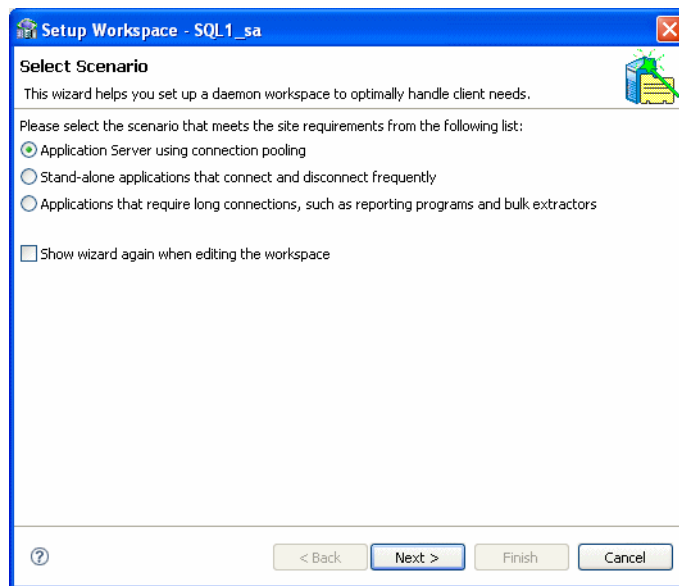 Setup Workspace - SQL1_sa
Select Scenario
This wizard helps you set up a daemon workspace to optimally handle client needs.
Please select the scenario that meets the site requirements from the following list:
Application Server using connection pooling
Stand-alone applications that connect and disconnect frequently
Applications that require long connections, such as reporting programs and bulk extractors
Show wizard again when editing the workspace
? < Back Next > Finish Cancel